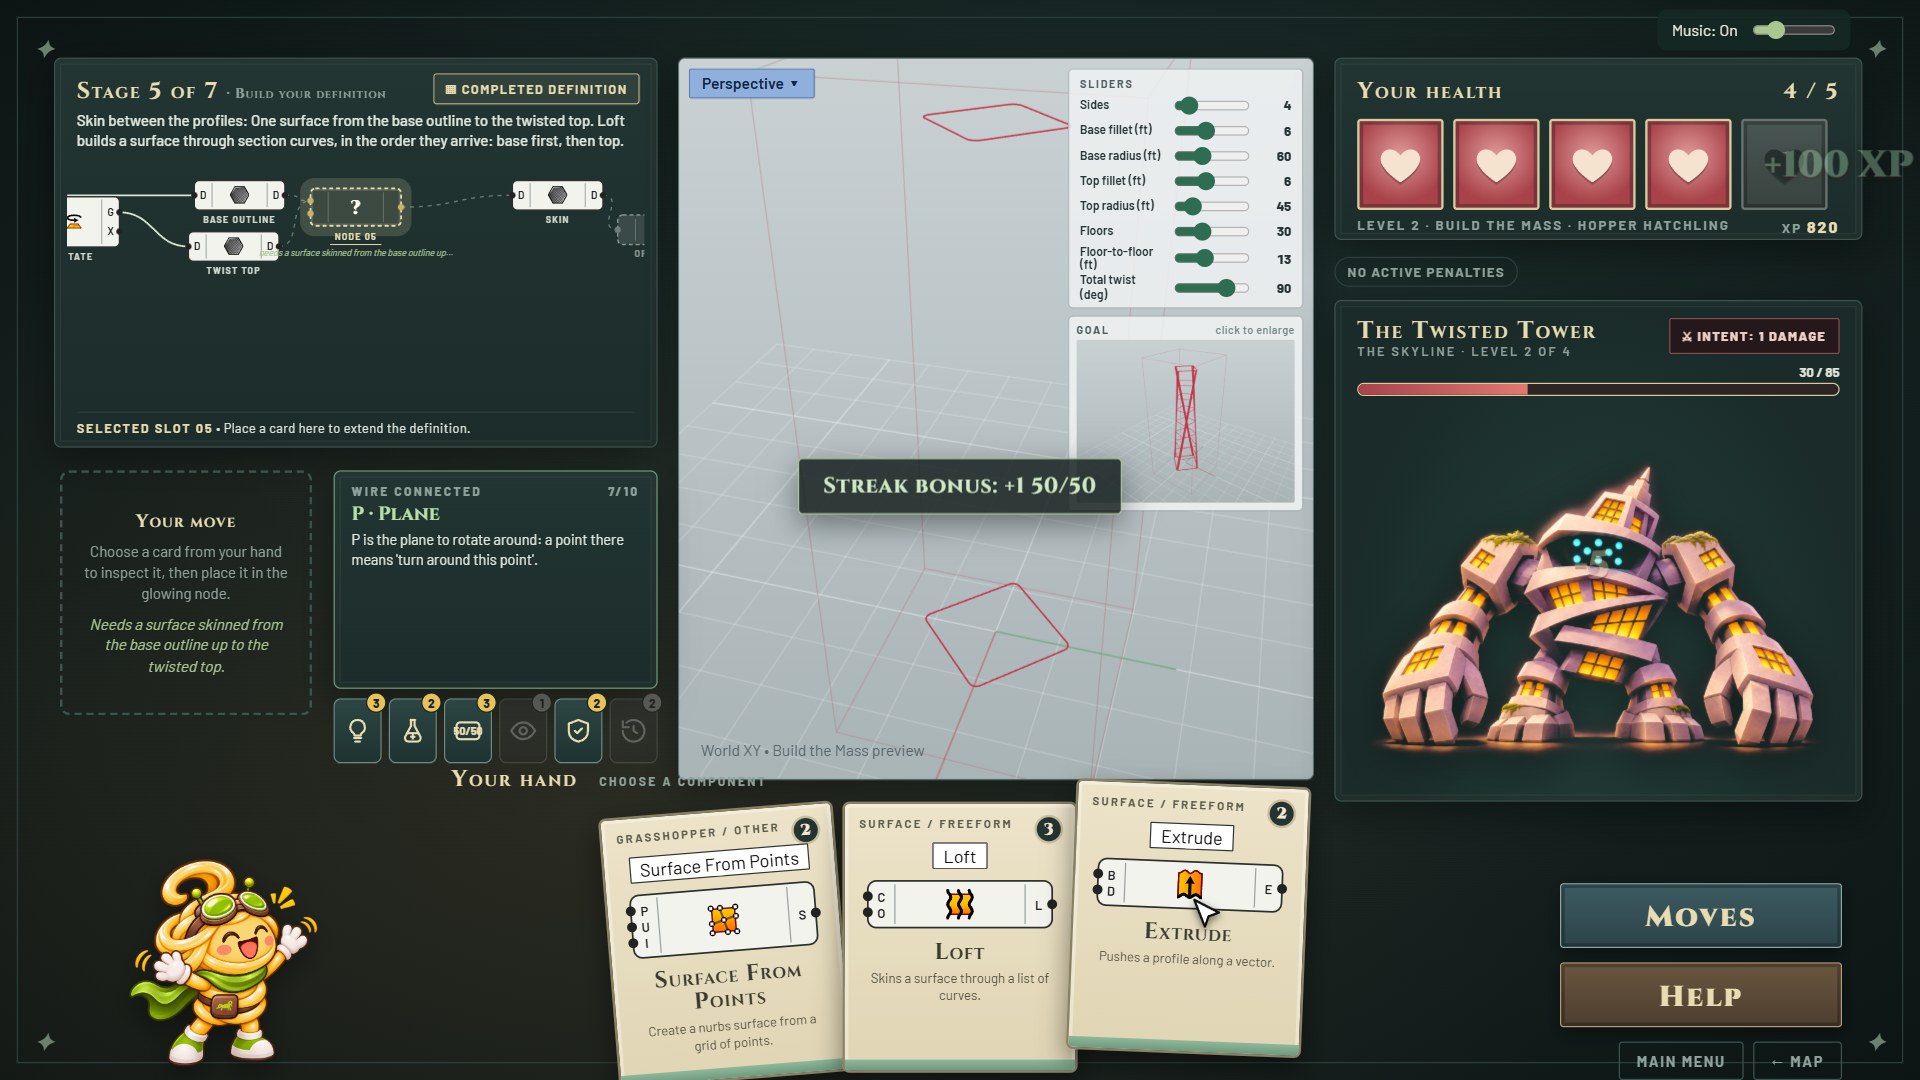 Music: On
STAGE 5 OF 7 · BUILD YOUR DEFINITION
COMPLETED DEFINITION
Skin between the profiles: One surface from the base outline to the twisted top. Loft
builds a surface through section curves, in the order they arrive: base first, then top.
G
X
TATE
D D
BASE OUTLINE
D D
TWIST TOP
?
NODE 05
s a surface skinned from the base outline up...
D D
SKIN
OF
SELECTED SLOT 05 • Place a card here to extend the definition.
YOUR MOVE
Choose a card from your hand
to inspect it, then place it in the
glowing node.
Needs a surface skinned from
the base outline up to the
twisted top.
WIRE CONNECTED 7/10
P · PLANE
P is the plane to rotate around: a point there
means 'turn around this point'.
3
2
3
50/50
1
2
2
YOUR HAND CHOOSE A COMPONENT
Perspective ▼
SLIDERS
Sides 4
Base fillet (ft) 6
Base radius (ft) 60
Top fillet (ft) 6
Top radius (ft) 45
Floors 30
Floor-to-floor
(ft) 13
Total twist
(deg) 90
GOAL click to enlarge
STREAK BONUS: +1 50/50
World XY • Build the Mass preview
YOUR HEALTH 4 / 5
+100 XP
LEVEL 2 · BUILD THE MASS · HOPPER HATCHLING XP 820
NO ACTIVE PENALTIES
THE TWISTED TOWER
THE SKYLINE · LEVEL 2 OF 4
INTENT: 1 DAMAGE
30 / 85
GRASSHOPPER / OTHER 2
Surface From Points
P
U
I
S
SURFACE FROM
POINTS
Create a nurbs surface from a
grid of points.
SURFACE / FREEFORM 3
Loft
C
O
L
LOFT
Skins a surface through a list of
curves.
SURFACE / FREEFORM 2
Extrude
B
D
E
EXTRUDE
Pushes a profile along a vector.
MOVES
HELP
MAIN MENU
← MAP